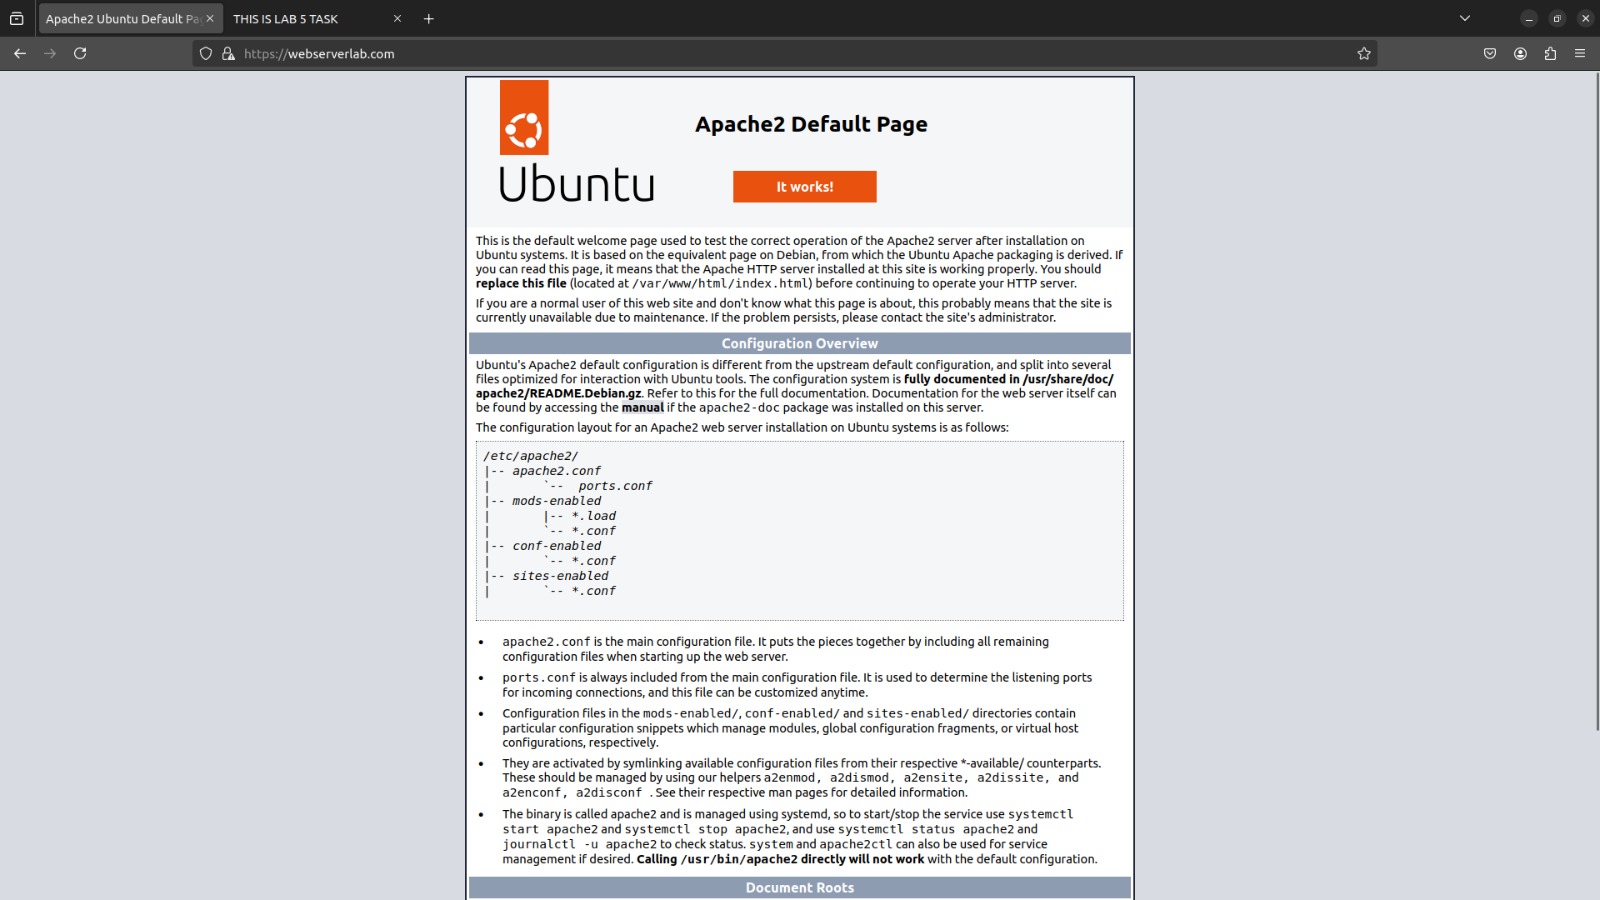 Apache2 Ubuntu Default Pa
THIS IS LAB 5 TASK
https://webserverlab.com
Ubuntu
Apache2 Default Page
It works!
This is the default welcome page used to test the correct operation of the Apache2 server after installation on
Ubuntu systems. It is based on the equivalent page on Debian, from which the Ubuntu Apache packaging is derived. If
you can read this page, it means that the Apache HTTP server installed at this site is working properly. You should
replace this file (located at /var/www/html/index.html) before continuing to operate your HTTP server.
If you are a normal user of this web site and don't know what this page is about, this probably means that the site is
currently unavailable due to maintenance. If the problem persists, please contact the site's administrator.
Configuration Overview
Ubuntu's Apache2 default configuration is different from the upstream default configuration, and split into several
files optimized for interaction with Ubuntu tools. The configuration system is fully documented in /usr/share/doc/
apache2/README.Debian.gz. Refer to this for the full documentation. Documentation for the web server itself can
be found by accessing the manual if the apache2-doc package was installed on this server.
The configuration layout for an Apache2 web server installation on Ubuntu systems is as follows:
/etc/apache2/
|-- apache2.conf
|       `--  ports.conf
|-- mods-enabled
|       |-- *.load
|       `-- *.conf
|-- conf-enabled
|       `-- *.conf
|-- sites-enabled
|       `-- *.conf
• apache2.conf is the main configuration file. It puts the pieces together by including all remaining
configuration files when starting up the web server.
• ports.conf is always included from the main configuration file. It is used to determine the listening ports
for incoming connections, and this file can be customized anytime.
• Configuration files in the mods-enabled/, conf-enabled/ and sites-enabled/ directories contain
particular configuration snippets which manage modules, global configuration fragments, or virtual host
configurations, respectively.
• They are activated by symlinking available configuration files from their respective *-available/ counterparts.
These should be managed by using our helpers a2enmod, a2dismod, a2ensite, a2dissite, and
a2enconf, a2disconf . See their respective man pages for detailed information.
• The binary is called apache2 and is managed using systemd, so to start/stop the service use systemctl
start apache2 and systemctl stop apache2, and use systemctl status apache2 and
journalctl -u apache2 to check status. system and apache2ctl can also be used for service
management if desired. Calling /usr/bin/apache2 directly will not work with the default configuration.
Document Roots